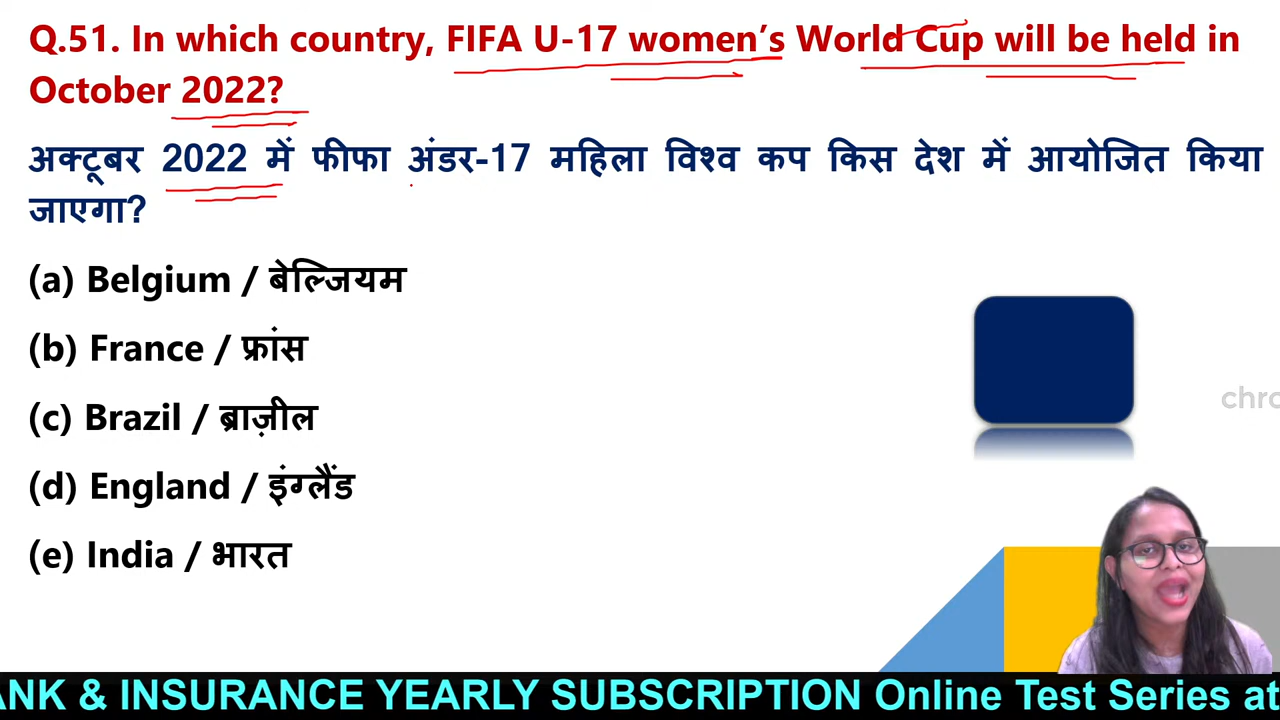 Q.51. In which country, FIFA U-17 women's World Cup will be held in
October 2022?
अक्टूबर 2022 में फीफा अंडर-17 महिला विश्व कप किस देश में आयोजित किया
जाएगा?
(a) Belgium / बेल्जियम
(b) France / फ्रांस
(c) Brazil / ब्राज़ील
(d) England / इंग्लैंड
(e) India / भारत
chro
ANK & INSURANCE YEARLY SUBSCRIPTION Online Test Series at